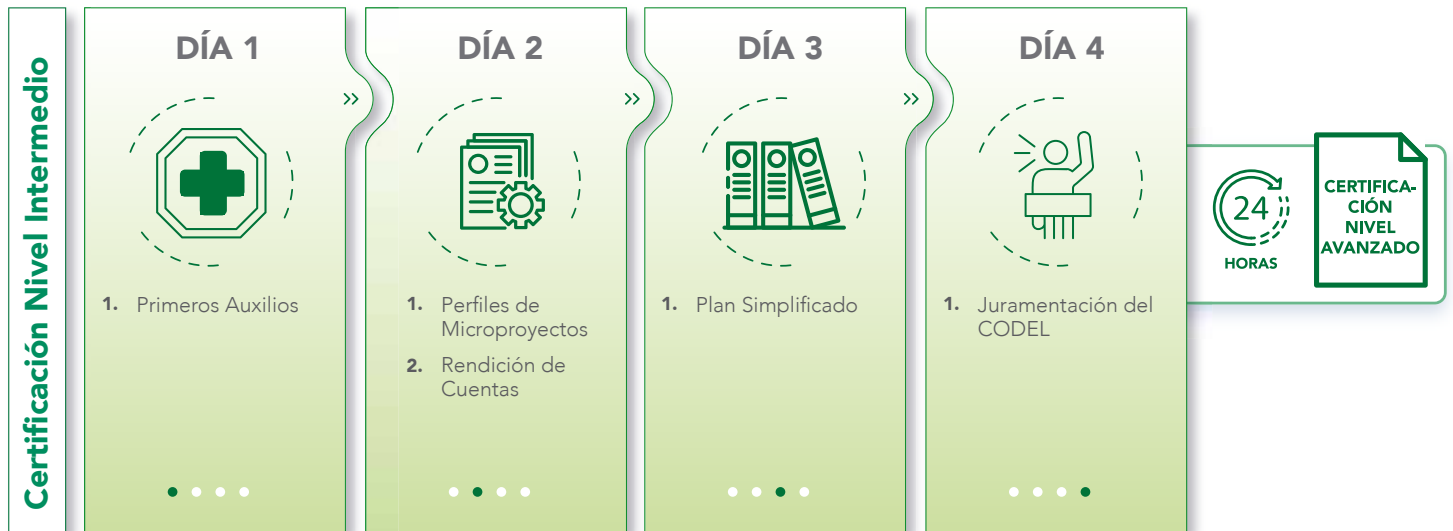 Certificación Nivel Intermedio
DÍA 1
1. Primeros Auxilios
DÍA 2
1. Perfiles de
Microproyectos
2. Rendición de
Cuentas
DÍA 3
1. Plan Simplificado
DÍA 4
1. Juramentación del
CODEL
24
HORAS
CERTIFICA-
CIÓN
NIVEL
AVANZADO